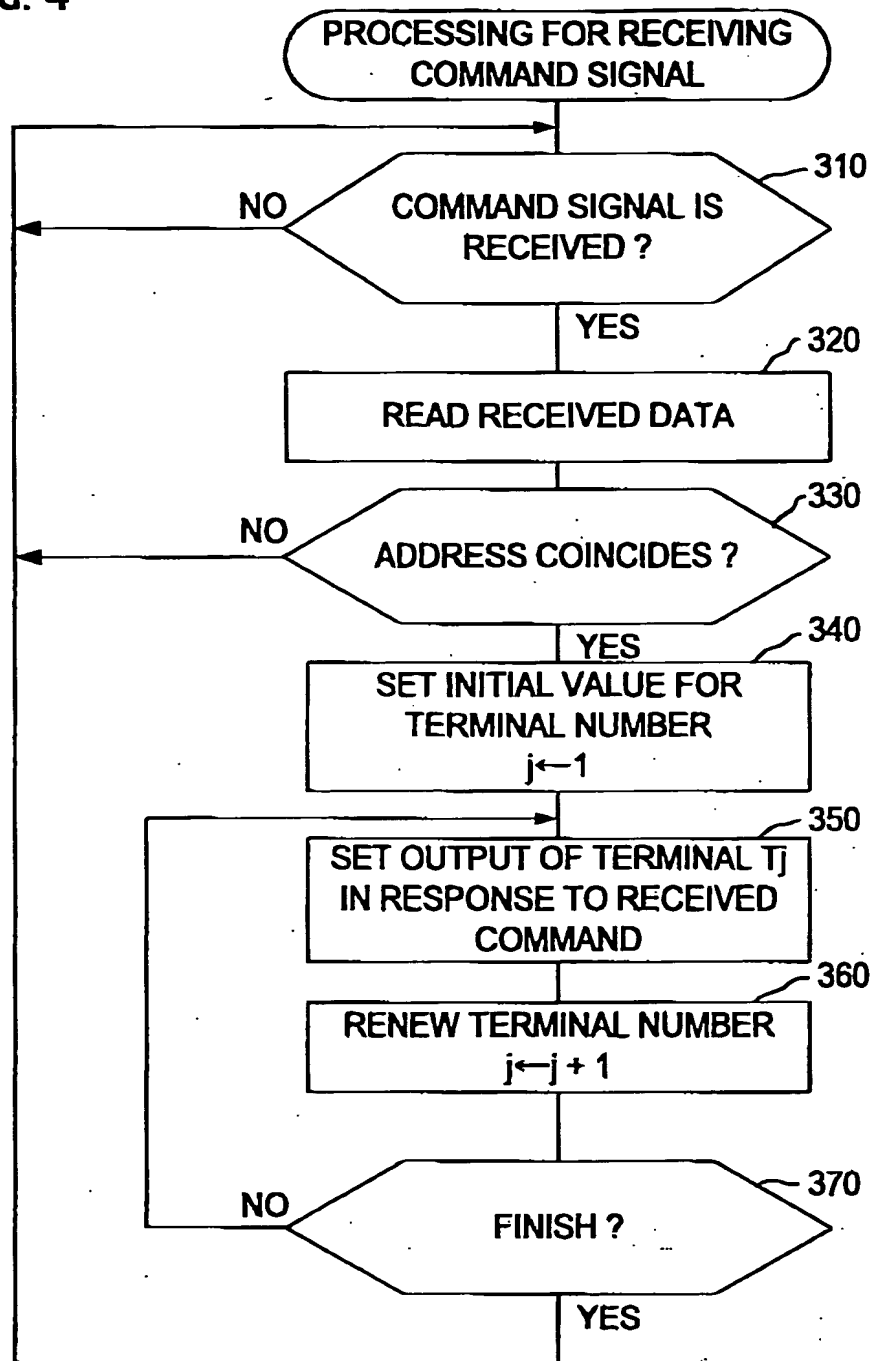 PROCESSING FOR RECEIVING
COMMAND SIGNAL
310
NO
COMMAND SIGNAL IS
RECEIVED ?
YES
320
READ RECEIVED DATA
330
NO
ADDRESS COINCIDES ?
YES
340
SET INITIAL VALUE FOR
TERMINAL NUMBER
j←1
350
SET OUTPUT OF TERMINAL Tj
IN RESPONSE TO RECEIVED
COMMAND
360
RENEW TERMINAL NUMBER
j←j + 1
370
NO
FINISH ?
YES